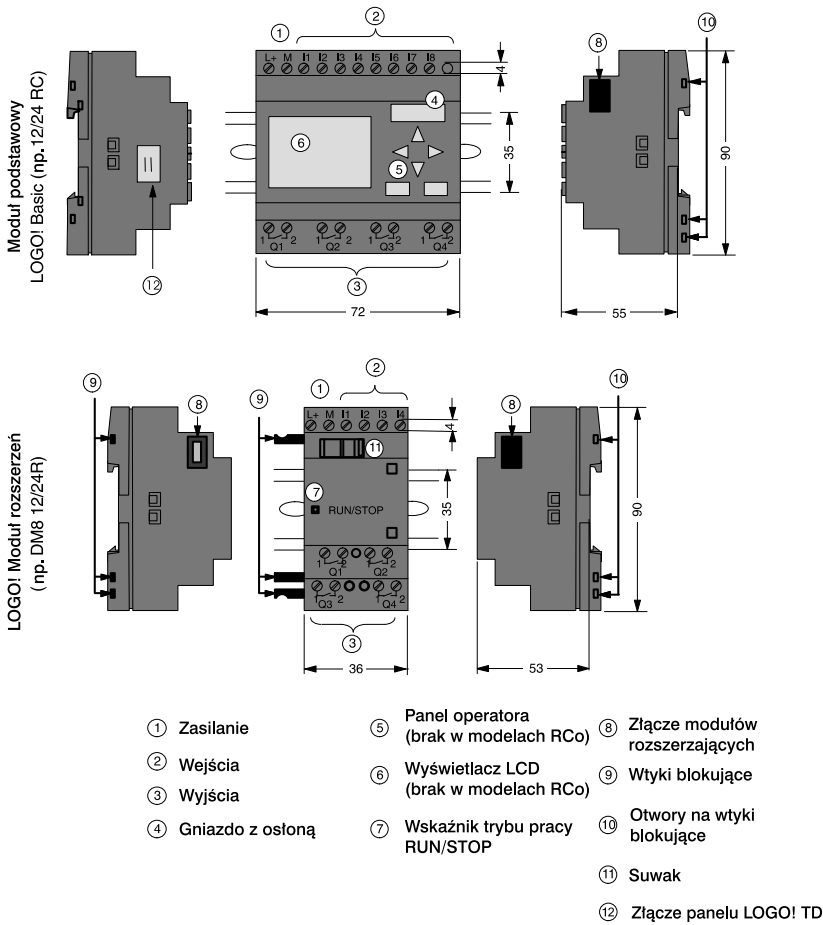 Moduł podstawowy
LOGO! Basic (np.12/24 RC)
1
2
L+ M I1 I2 I3 I4 I5 I6 I7 I8
4
4
6
5
35
1 2 1 2 1 2 1 2
Q1 Q2 Q3 Q4
3
72
12
8
10
90
55
LOGO! Moduł rozszerzeń
(np. DM8 12/24R)
9
8
9
1
2
L+ M I1 I2 I3 I4
4
11
7
RUN/STOP
35
1 2 1 2
Q1 Q2
1 2 1 2
Q3 Q4
3
36
8
10
90
53
1 Zasilanie
2 Wejścia
3 Wyjścia
4 Gniazdo z osłoną
5 Panel operatora
(brak w modelach RCo)
6 Wyświetlacz LCD
(brak w modelach RCo)
7 Wskaźnik trybu pracy
RUN/STOP
8 Złącze modułów
rozszerzających
9 Wtyki blokujące
10 Otwory na wtyki
blokujące
11 Suwak
12 Złącze panelu LOGO! TD